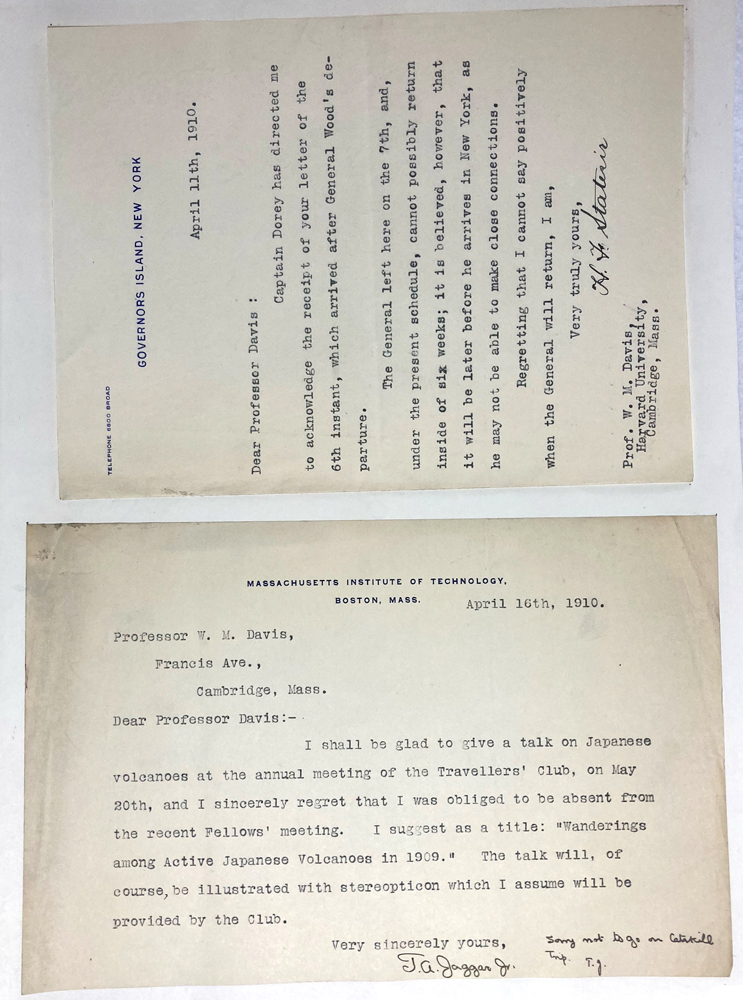 TELEPHONE 6800 BROAD
GOVERNORS ISLAND, NEW YORK
April 11th, 1910.
Dear Professor Davis :
Captain Dorey has directed me
to acknowledge the receipt of your letter of the
6th instant, which arrived after General Wood's de-
parture.
The General left here on the 7th, and,
under the present schedule, cannot possibly return
inside of six weeks; it is believed, however, that
it will be later before he arrives in New York, as
he may not be able to make close connections.
Regretting that I cannot say positively
when the General will return, I am,
Very truly yours,
H. F.
Prof. W. M. Davis,
Harvard University,
Cambridge, Mass.
MASSACHUSETTS INSTITUTE OF TECHNOLOGY,
BOSTON, MASS.
April 16th, 1910.
Professor W. M. Davis,
Francis Ave.,
Cambridge, Mass.
Dear Professor Davis:-
I shall be glad to give a talk on Japanese
volcanoes at the annual meeting of the Travellers' Club, on May
20th, and I sincerely regret that I was obliged to be absent from
the recent Fellows' meeting. I suggest as a title: "Wanderings
among Active Japanese Volcanoes in 1909." The talk will, of
course, be illustrated with stereopticon which I assume will be
provided by the Club.
Very sincerely yours,
T.A. Jaggar Jr.
Sorry not to go on Catskill
Trip. T.J.